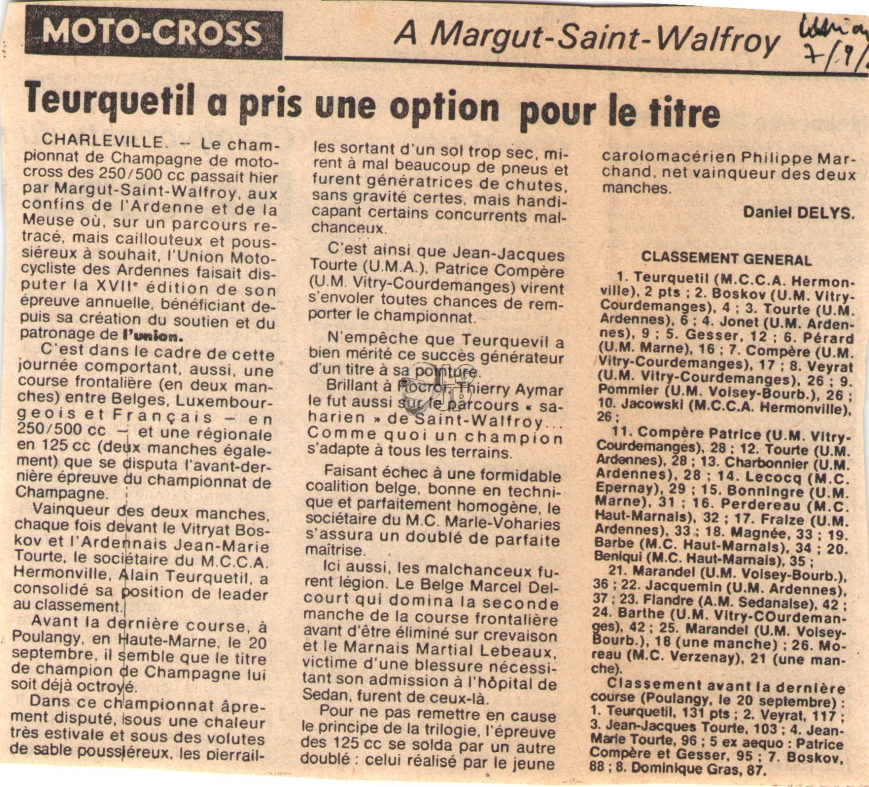 MOTO-CROSS
A Margut-Saint-Walfroy
7/9/
Teurquetil a pris une option pour le titre
CHARLEVILLE. -- Le cham-
pionnat de Champagne de moto-
cross des 250/500 cc passait hier
par Margut-Saint-Walfroy, aux
confins de l'Ardenne et de la
Meuse où, sur un parcours re-
tracé, mais caillouteux et pous-
siéreux à souhait, l'Union Moto-
cycliste des Ardennes faisait dis-
puter la XVIIe édition de son
épreuve annuelle, bénéficiant de-
puis sa création du soutien et du
patronage de l'union.
C'est dans le cadre de cette
journée comportant, aussi, une
course frontalière (en deux man-
ches) entre Belges, Luxembour-
geois et Français — en
250/500 cc — et une régionale
en 125 cc (deux manches égale-
ment) que se disputa l'avant-der-
nière épreuve du championnat de
Champagne.
Vainqueur des deux manches,
chaque fois devant le Vitryat Bos-
kov et l'Ardennais Jean-Marie
Tourte, le sociétaire du M.C.C.A.
Hermonville, Alain Teurquetil, a
consolidé sa position de leader
au classement.
Avant la dernière course, à
Poulangy, en Haute-Marne, le 20
septembre, il semble que le titre
de champion de Champagne lui
soit déjà octroyé.
Dans ce championnat âpre-
ment disputé, sous une chaleur
très estivale et sous des volutes
de sable poussiéreux, les pierrail-
les sortant d'un sol trop sec, mi-
rent à mal beaucoup de pneus et
furent génératrices de chutes,
sans gravité certes, mais handi-
capant certains concurrents mal-
chanceux.
C'est ainsi que Jean-Jacques
Tourte (U.M.A.), Patrice Compère
(U.M. Vitry-Courdemanges) virent
s'envoler toutes chances de rem-
porter le championnat.
N'empêche que Teurquevil a
bien mérité ce succès générateur
d'un titre à sa pointure.
Brillant à Rocroi, Thierry Aymar
le fut aussi sur le parcours « sa-
harien » de Saint-Walfroy...
Comme quoi un champion
s'adapte à tous les terrains.
Faisant échec à une formidable
coalition belge, bonne en techni-
que et parfaitement homogène, le
sociétaire du M.C. Marle-Voharies
s'assura un doublé de parfaite
maîtrise.
Ici aussi, les malchanceux fu-
rent légion. Le Belge Marcel Del-
court qui domina la seconde
manche de la course frontalière
avant d'être éliminé sur crevaison
et le Marnais Martial Lebeaux,
victime d'une blessure nécessi-
tant son admission à l'hôpital de
Sedan, furent de ceux-là.
Pour ne pas remettre en cause
le principe de la trilogie, l'épreuve
des 125 cc se solda par un autre
doublé : celui réalisé par le jeune
carolomacérien Philippe Mar-
chand, net vainqueur des deux
manches.
Daniel DELYS.
CLASSEMENT GENERAL
1. Teurquetil (M.C.C.A. Hermon-
ville), 2 pts ; 2. Boskov (U.M. Vitry-
Courdemanges), 4 ; 3. Tourte (U.M.
Ardennes), 6 ; 4. Jonet (U.M. Arden-
nes), 9 ; 5. Gesser, 12 ; 6. Pérard
(U.M. Marne), 16 ; 7. Compère (U.M.
Vitry-Courdemanges), 17 ; 8. Veyrat
(U.M. Vitry-Courdemanges), 26 ; 9.
Pommier (U.M. Voisey-Bourb.), 26 ;
10. Jacowski (M.C.C.A. Hermonville),
26 ;
11. Compère Patrice (U.M. Vitry-
Courdemanges), 28 ; 12. Tourte (U.M.
Ardennes), 28 ; 13. Charbonnier (U.M.
Ardennes), 28 ; 14. Lecocq (M.C.
Epernay), 29 ; 15. Bonningre (U.M.
Marne), 31 ; 16. Perdereau (M.C.
Haut-Marnais), 32 ; 17. Fraize (U.M.
Ardennes), 33 ; 18. Magnée, 33 ; 19.
Barbe (M.C. Haut-Marnais), 34 ; 20.
Beniqui (M.C. Haut-Marnais), 35 ;
21. Marandel (U.M. Voisey-Bourb.),
36 ; 22. Jacquemin (U.M. Ardennes),
37 ; 23. Flandre (A.M. Sedanaise), 42 ;
24. Barthe (U.M. Vitry-COurdeman-
ges), 42 ; 25. Marandel (U.M. Voisey-
Bourb.), 18 (une manche) ; 26. Mo-
reau (M.C. Verzenay), 21 (une man-
che).
Classement avant la dernière
course (Poulangy, le 20 septembre) :
1. Teurquetil, 131 pts ; 2. Veyrat, 117 ;
3. Jean-Jacques Tourte, 103 ; 4. Jean-
Marie Tourte, 96 ; 5 ex aequo : Patrice
Compère et Gesser, 95 ; 7. Boskov,
88 ; 8. Dominique Gras, 87.